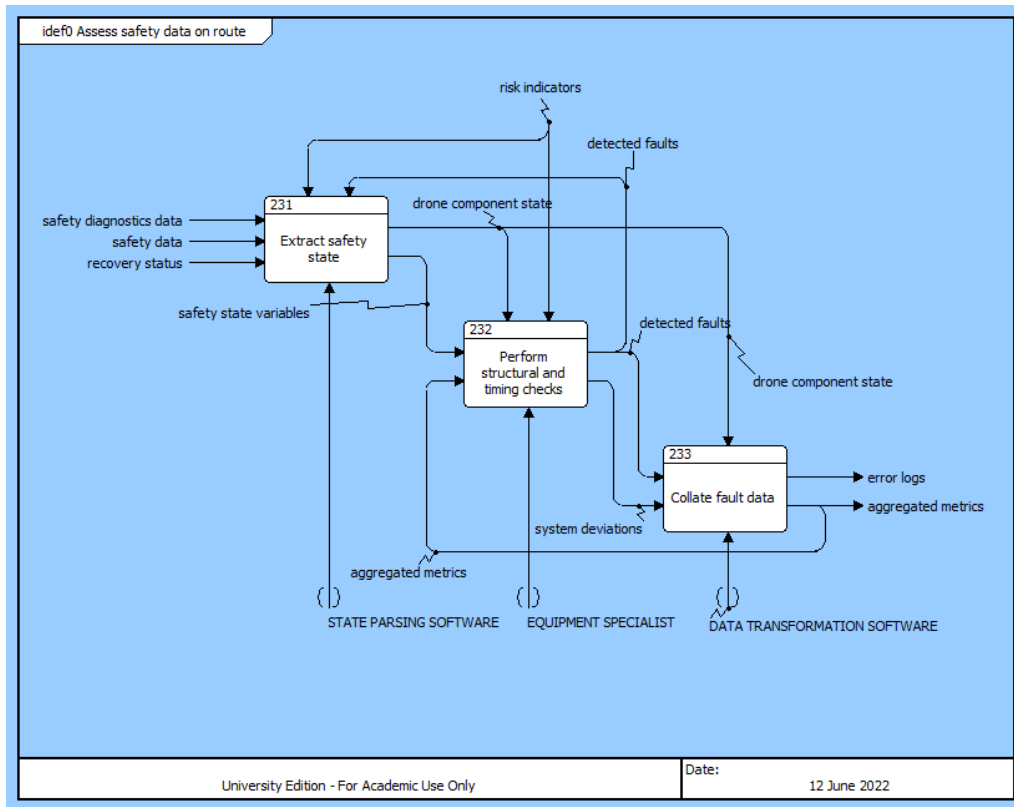 idef0 Assess safety data on route
risk indicators
detected faults
231
drone component state
safety diagnostics data
safety data
recovery status
Extract safety
state
safety state variables
232
detected faults
Perform
structural and
timing checks
drone component state
233
error logs
Collate fault data
aggregated metrics
system deviations
aggregated metrics
STATE PARSING SOFTWARE
EQUIPMENT SPECIALIST
DATA TRANSFORMATION SOFTWARE
University Edition - For Academic Use Only
Date:
12 June 2022